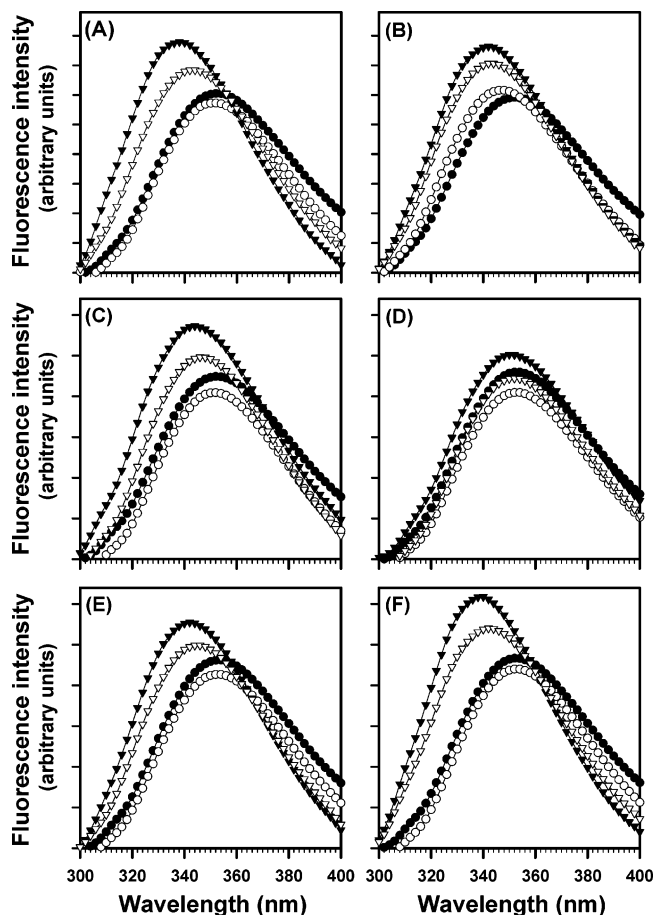 (A)
(B)
Fluorescence intensity
(arbitrary units)
(C)
(D)
Fluorescence intensity
(arbitrary units)
(E)
(F)
Fluorescence intensity
(arbitrary units)
300 320 340 360 380 400
300 320 340 360 380 400
Wavelength (nm)
Wavelength (nm)